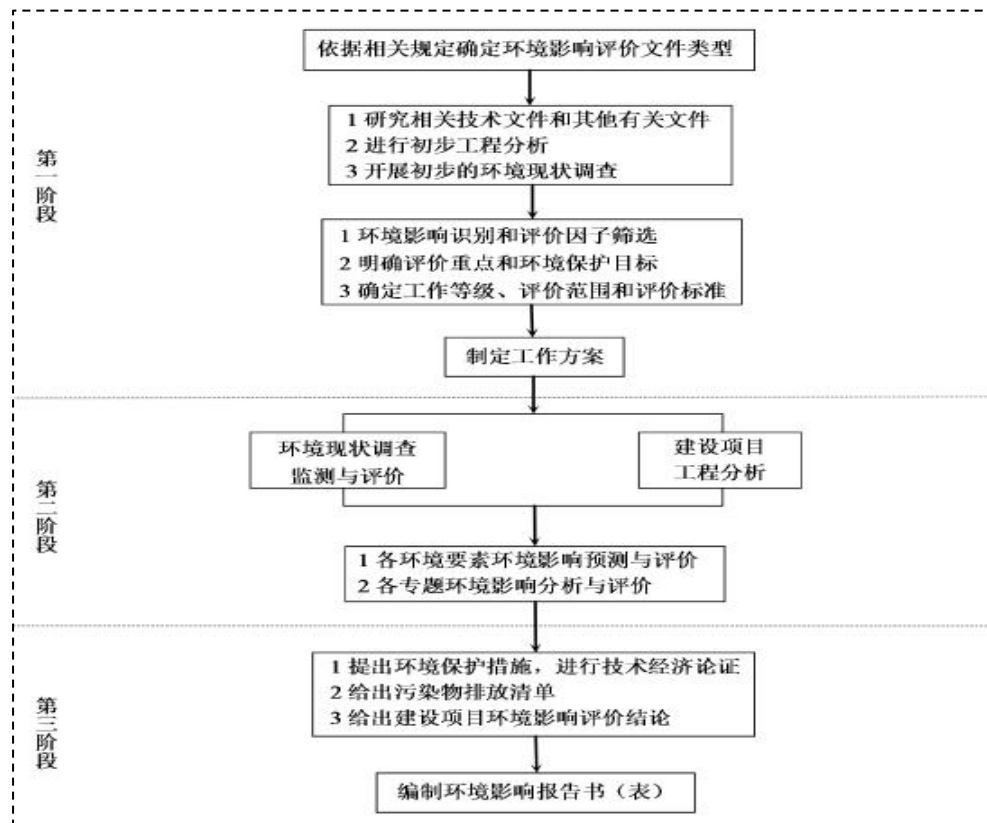 依据相关规定确定环境影响评价文件类型
1 研究相关技术文件和其他有关文件
2 进行初步工程分析
3 开展初步的环境现状调查
第一阶段
1 环境影响识别和评价因子筛选
2 明确评价重点和环境保护目标
3 确定工作等级、评价范围和评价标准
制定工作方案
环境现状调查
监测与评价
建设项目
工程分析
第二阶段
1 各环境要素环境影响预测与评价
2 各专题环境影响分析与评价
1 提出环境保护措施，进行技术经济论证
2 给出污染物排放清单
3 给出建设项目环境影响评价结论
第三阶段
编制环境影响报告书（表）